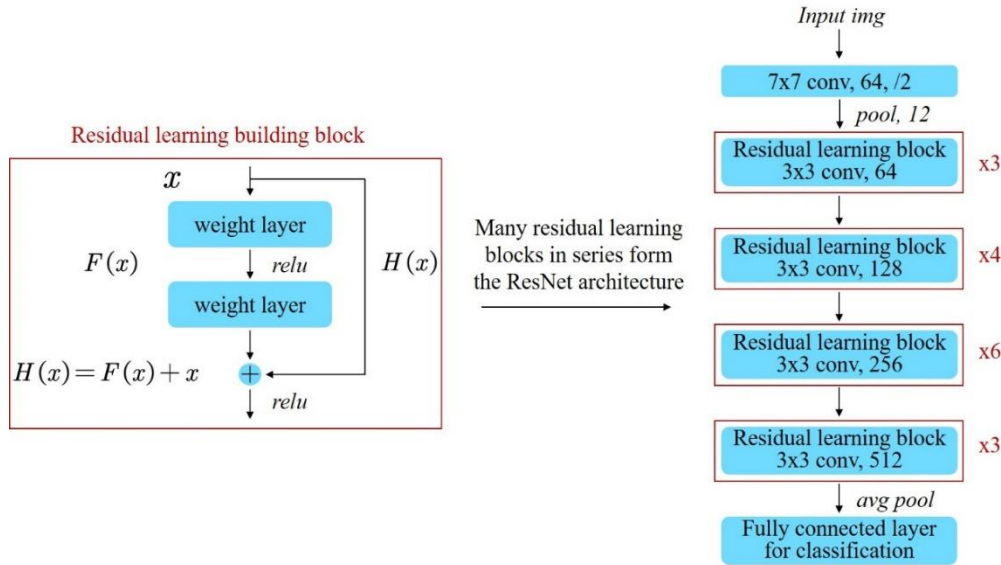 Residual learning building block
x
weight layer
F(x)
relu
H(x)
weight layer
H(x)=F(x)+x
+
relu
Many residual learning
blocks in series form
the ResNet architecture
Input img
7x7 conv, 64, /2
pool, 12
Residual learning block
3x3 conv, 64
x3
Residual learning block
3x3 conv, 128
x4
Residual learning block
3x3 conv, 256
x6
Residual learning block
3x3 conv, 512
x3
avg pool
Fully connected layer
for classification